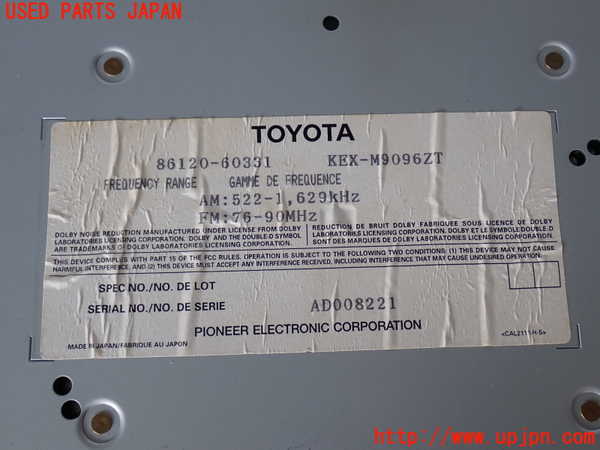 USED PARTS JAPAN
TOYOTA
86120-60331 KEX-M9096ZT
FREQUENCY RANGE GAMME DE FREQUENCE
AM:522-1,629kHz
FM:76-90MHz
DOLBY NOISE REDUCTION MANUFACTURED UNDER LICENSE FROM DOLBY
LABORATORIES LICENSING CORPORATION. DOLBY AND THE DOUBLE-D SYMBOL
ARE TRADEMARKS OF DOLBY LABORATORIES LICENSING CORPORATION.
REDUCTION DE BRUIT DOLBY FABRIQUEE SOUS LICENCE DE DOLBY
LABORATORIES LICENSING CORPORATION. DOLBY ET LE SYMBOLE DOUBLE-D
SONT DES MARQUES DE DOLBY LABORATORIES LICENSING CORPORATION.
THIS DEVICE COMPLIES WITH PART 15 OF THE FCC RULES. OPERATION IS SUBJECT TO THE FOLLOWING TWO CONDITIONS: (1) THIS DEVICE MAY NOT CAUSE
HARMFUL INTERFERENCE, AND (2) THIS DEVICE MUST ACCEPT ANY INTERFERENCE RECEIVED, INCLUDING INTERFERENCE THAT MAY CAUSE UNDESIRED OPERATION.
SPEC NO./NO. DE LOT
SERIAL NO./NO. DE SERIE AD008221
PIONEER ELECTRONIC CORPORATION
MADE IN JAPAN/FABRIQUE AU JAPON <CAL2111-H-S>
http://www.upjpn.com